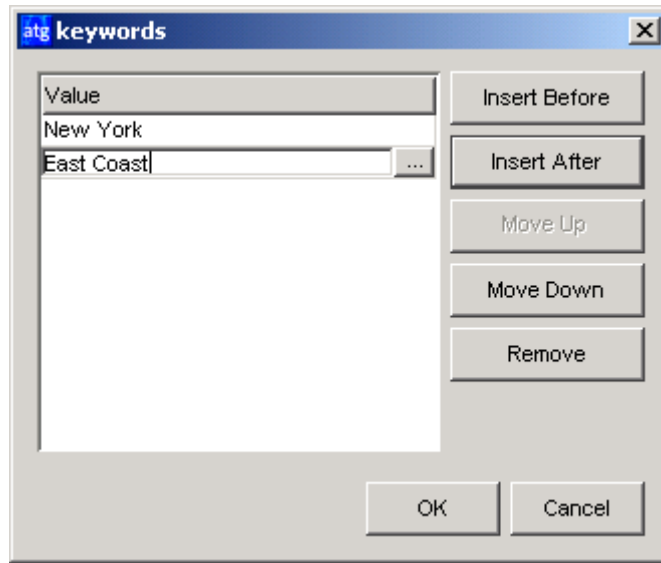 atg keywords
Value
New York
East Coast
...
Insert Before
Insert After
Move Up
Move Down
Remove
OK
Cancel